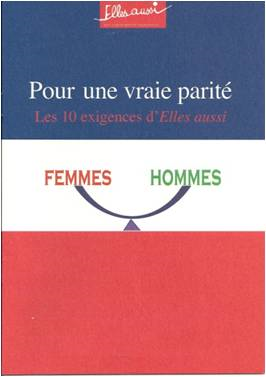 Elles aussi
Pour une vraie parité
Les 10 exigences d'Elles aussi
FEMMES HOMMES